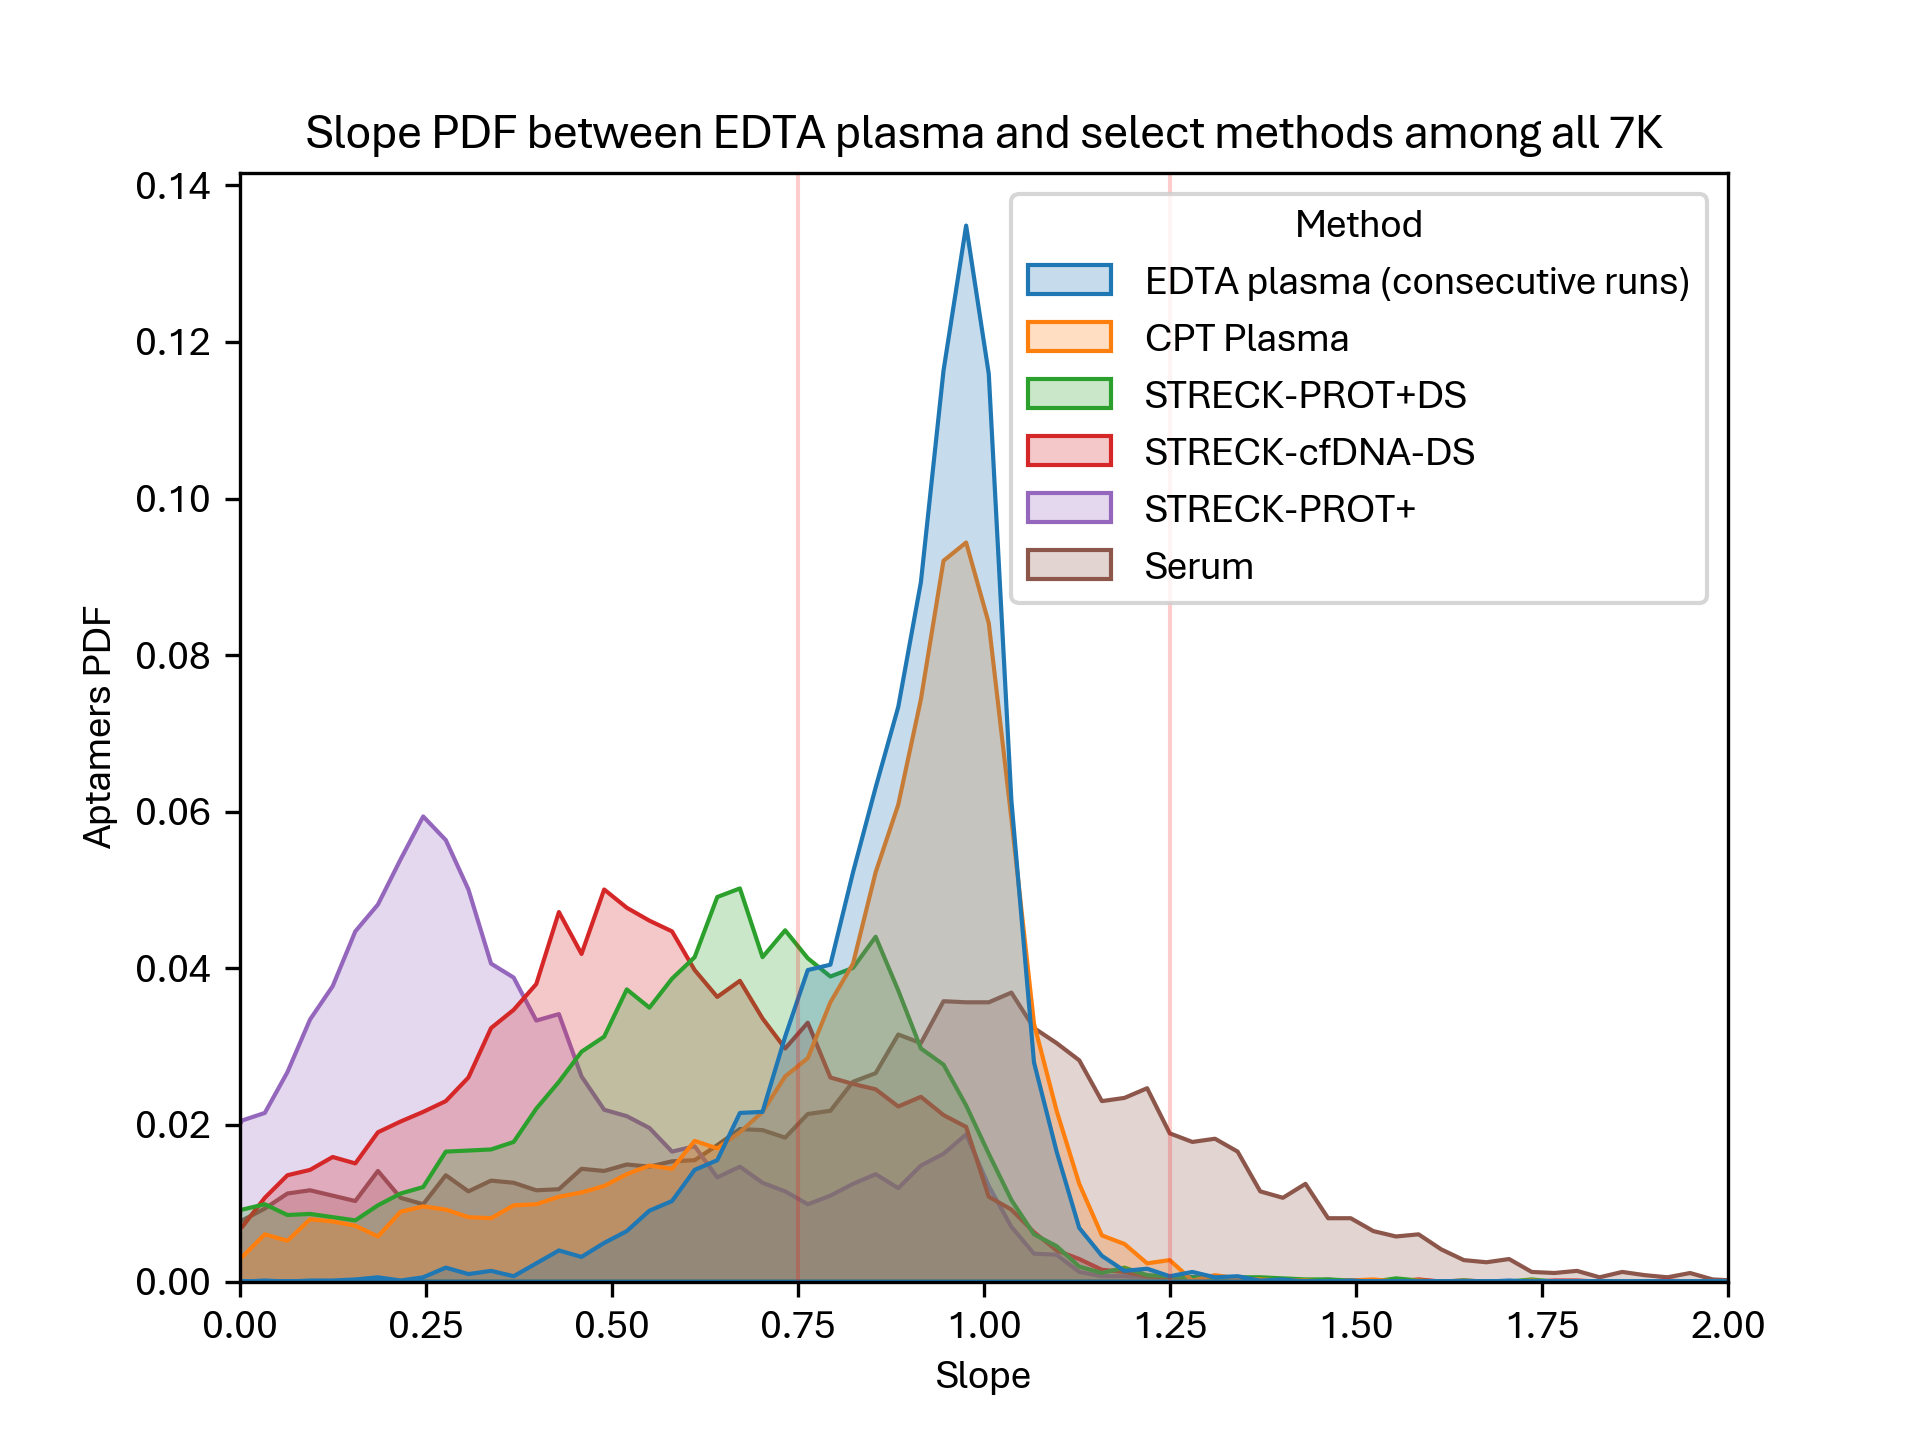 Slope PDF between EDTA plasma and select methods among all 7K
0.14
0.12
0.10
0.08
0.06
0.04
0.02
0.00
Aptamers PDF
Method
EDTA plasma (consecutive runs)
CPT Plasma
STRECK-PROT+DS
STRECK-cfDNA-DS
STRECK-PROT+
Serum
0.00 0.25 0.50 0.75 1.00 1.25 1.50 1.75 2.00
Slope